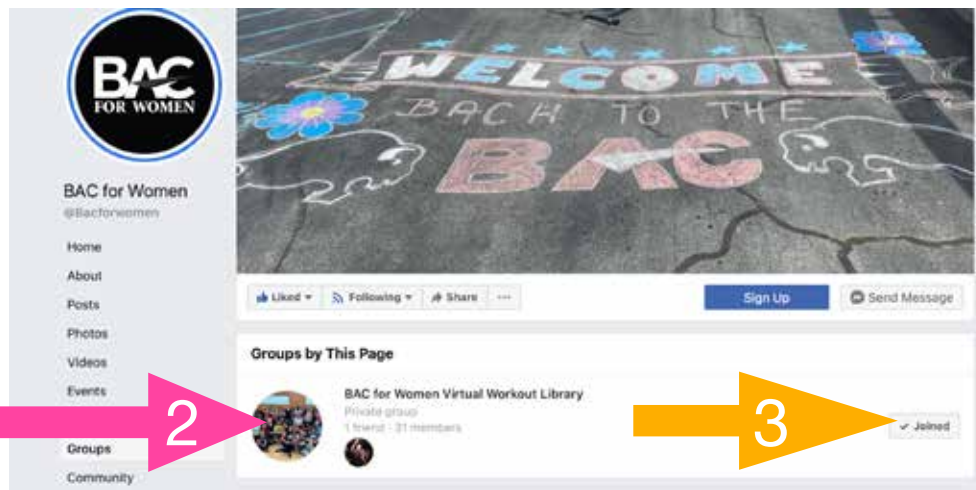 BAC
FOR WOMEN
BAC for Women
@Bacforwomen
Home
About
Posts
Photos
Videos
Events
Groups
Community
WELCOME
BACK TO THE
BAC
Liked
Following
Share
Sign Up
Send Message
Groups by This Page
BAC for Women Virtual Workout Library
Private group
1 friend · 31 members
Joined
2
3